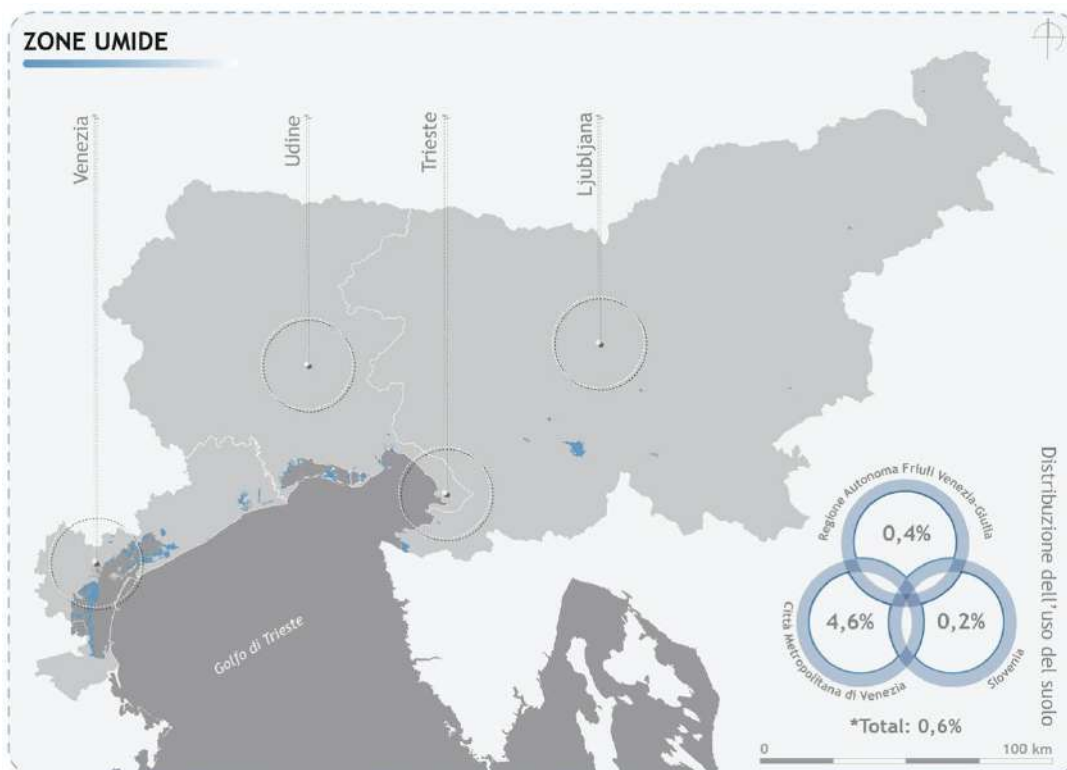 ZONE UMIDE
Venezia
Udine
Trieste
Ljubljana
Golfo di Trieste
Distribuzione dell'uso del suolo
Regione Autonoma Friuli Venezia-Giulia
0,4%
4,6%
0,2%
Città Metropolitana di Venezia
Slovenia
*Total: 0,6%
0
100 km